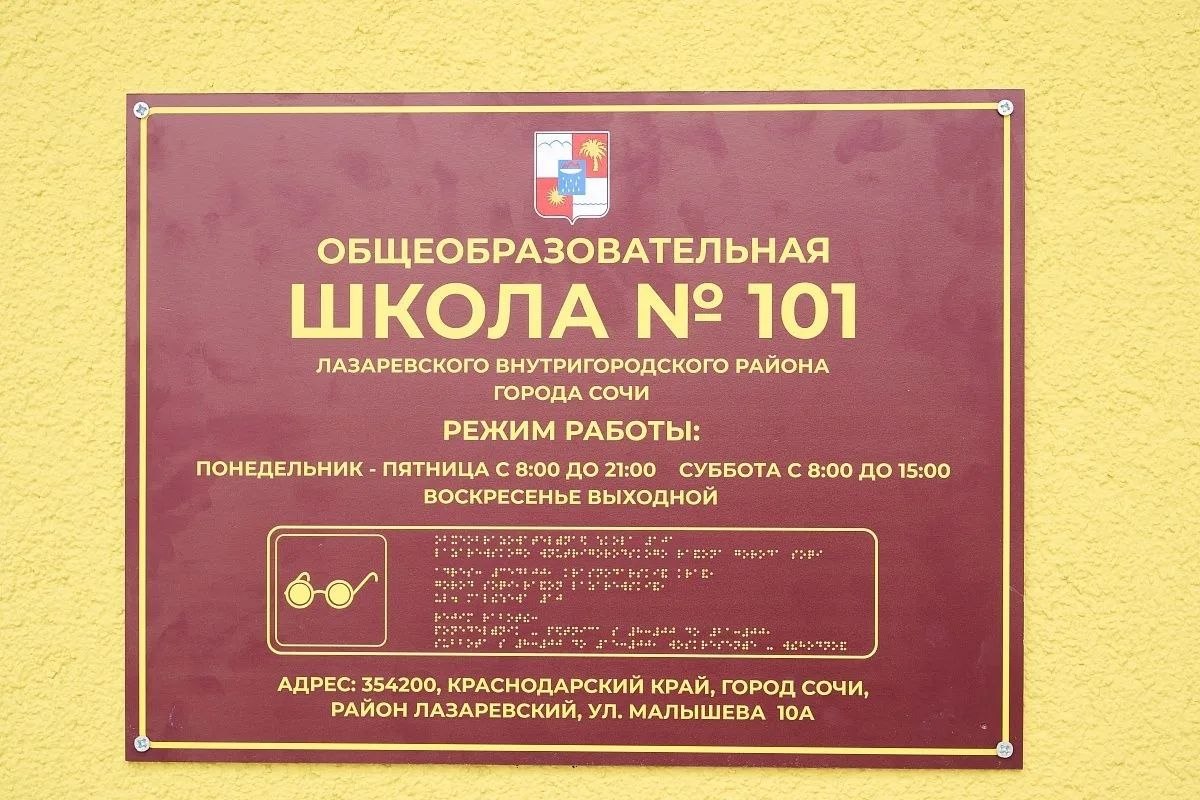 ОБЩЕОБРАЗОВАТЕЛЬНАЯ
ШКОЛА № 101
ЛАЗАРЕВСКОГО ВНУТРИГОРОДСКОГО РАЙОНА
ГОРОДА СОЧИ
РЕЖИМ РАБОТЫ:
ПОНЕДЕЛЬНИК - ПЯТНИЦА С 8:00 ДО 21:00 СУББОТА С 8:00 ДО 15:00
ВОСКРЕСЕНЬЕ ВЫХОДНОЙ
АДРЕС: 354200, КРАСНОДАРСКИЙ КРАЙ, ГОРОД СОЧИ,
РАЙОН ЛАЗАРЕВСКИЙ, УЛ. МАЛЫШЕВА 10А